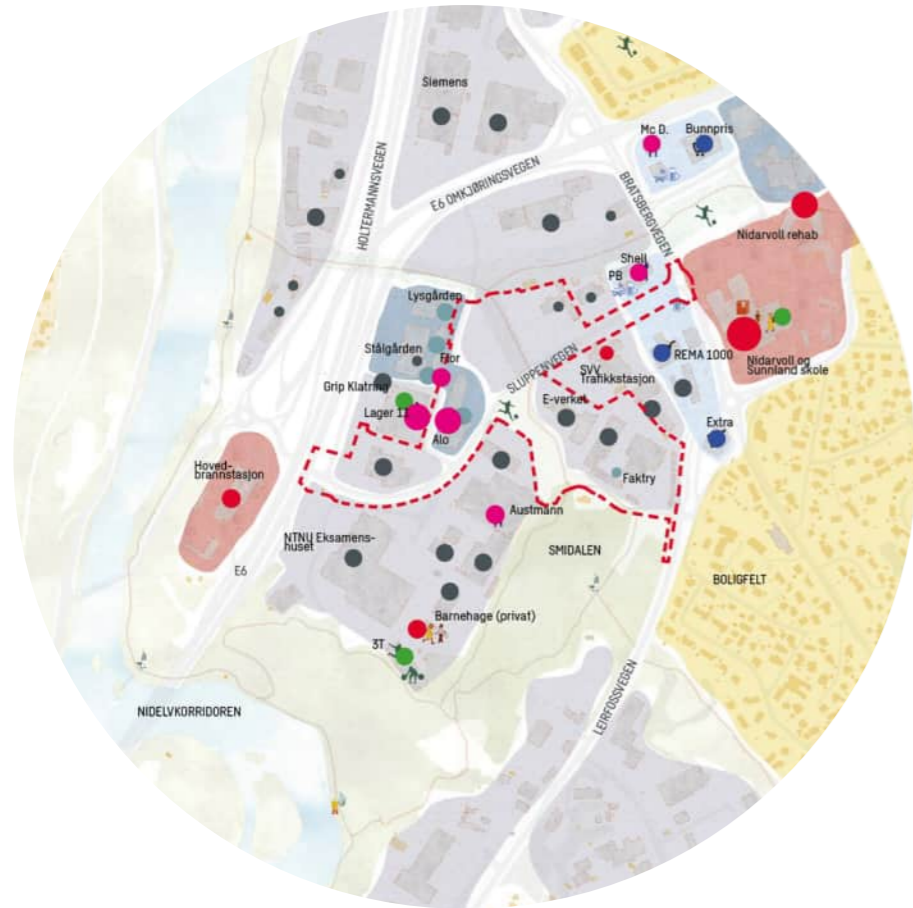 Siemens
Mc D.
Bunnpris
E6 OMKJØRINGSVEGEN
HOLTERMANNSVEGEN
BRATSBERGVEGEN
Nidarvoll rehab
Shell
PB
Lysgården
Stålgården
Flor
SLUPPENVEGEN
SVV
Trafikkstasjon
REMA 1000
Nidarvoll og
Sunnland skole
Grip Klatring
Lager 11
Alo
E-verket
Extra
Hoved-
brannstasjon
Faktry
Austmann
NTNU Eksamens-
huset
SMIDALEN
E6
BOLIGFELT
Barnehage (privat)
3T
NIDELVKORRIDOREN
LEIRFOSSVEGEN